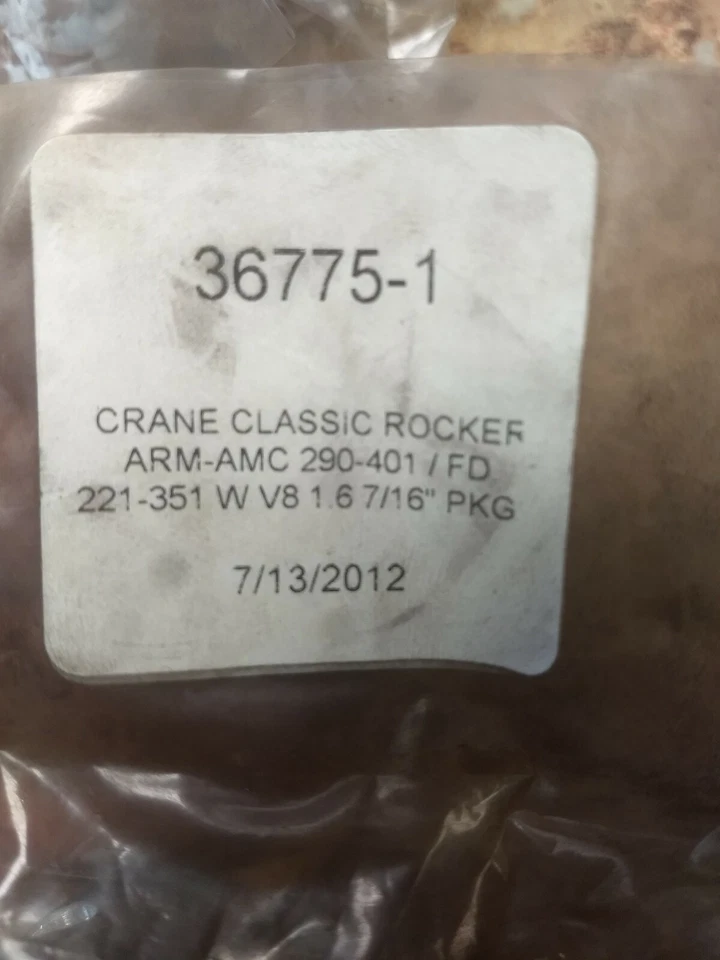 36775-1
CRANE CLASSIC ROCKER
ARM-AMC 290-401 / FD
221-351 W V8 1.6 7/16" PKG
7/13/2012